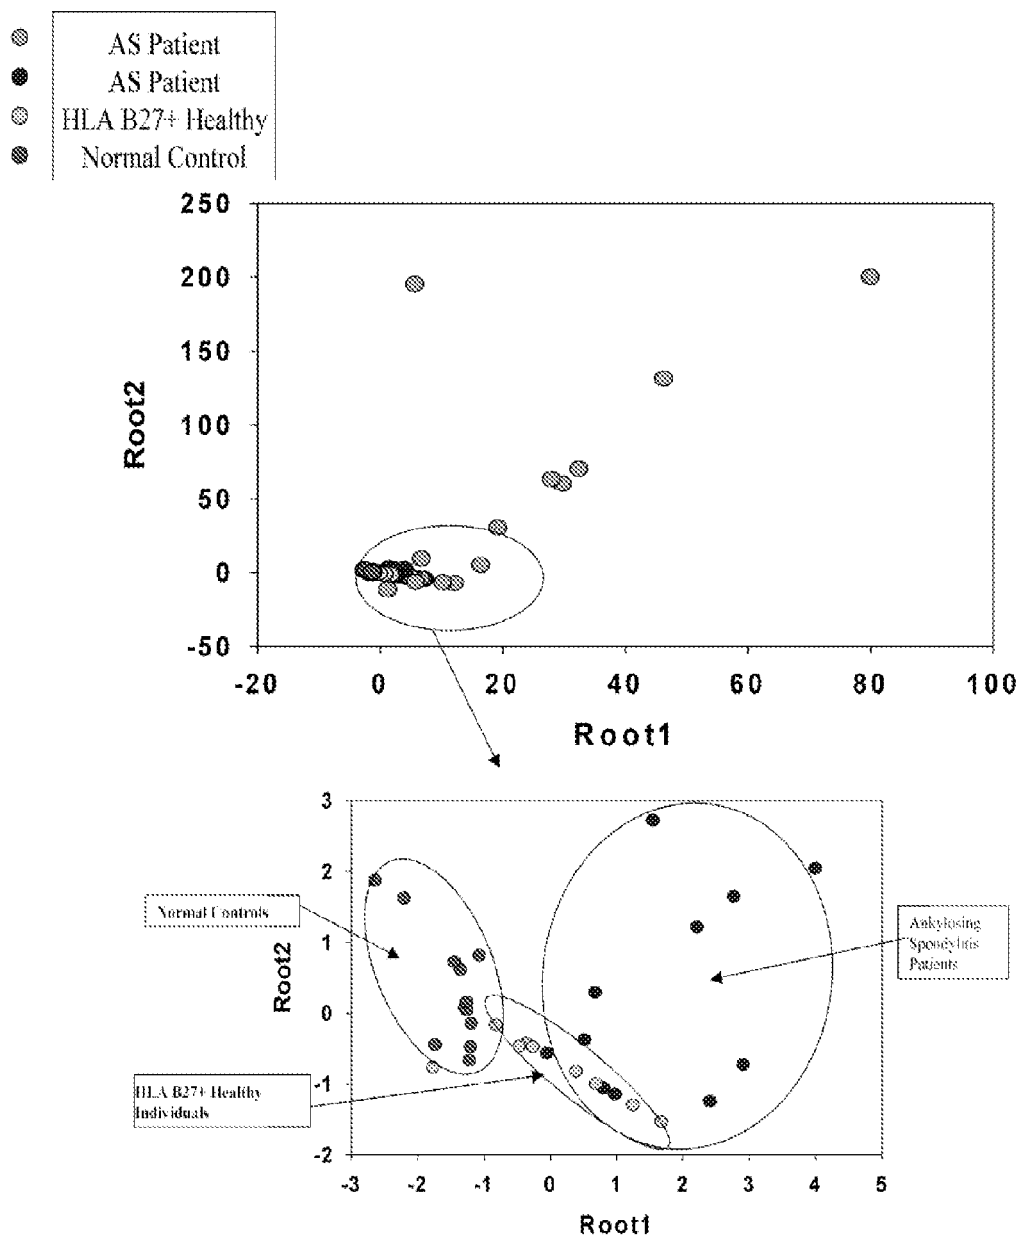 AS Patient
AS Patient
HLA B27+ Healthy
Normal Control
250
200
150
100
50
0
-50
Root2
-20
0
20
40
60
80
100
Root1
3
2
1
0
-1
-2
Root2
Normal Controls
Ankylosing
Spondylitis
Patients
HLA B27+ Healthy
Individuals
-3
-2
-1
0
1
2
3
4
5
Root1